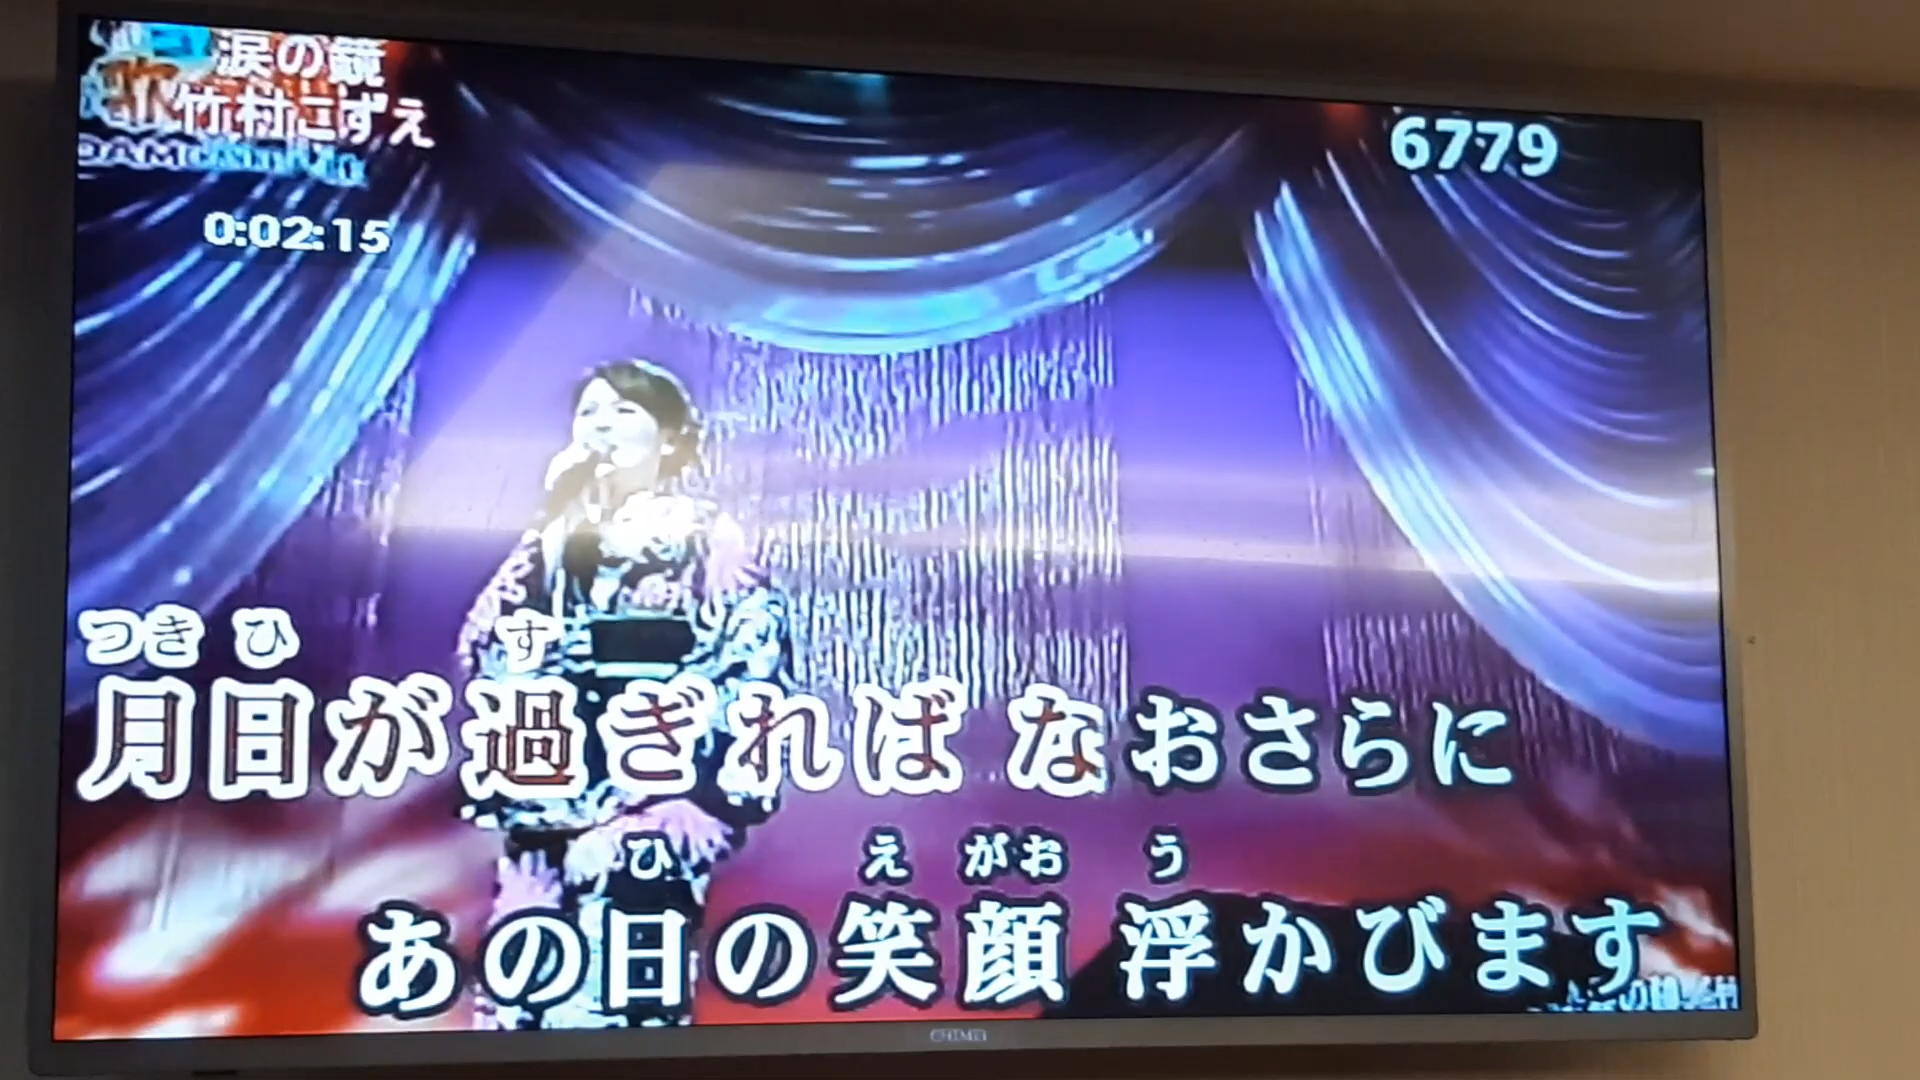 涙の鏡
竹村こずえ
DAM
6779
0:02:15
つきひ す
月日が過ぎれば なおさらに
ひ え がお う
あの日の笑顔 浮かびます
CHIMEI